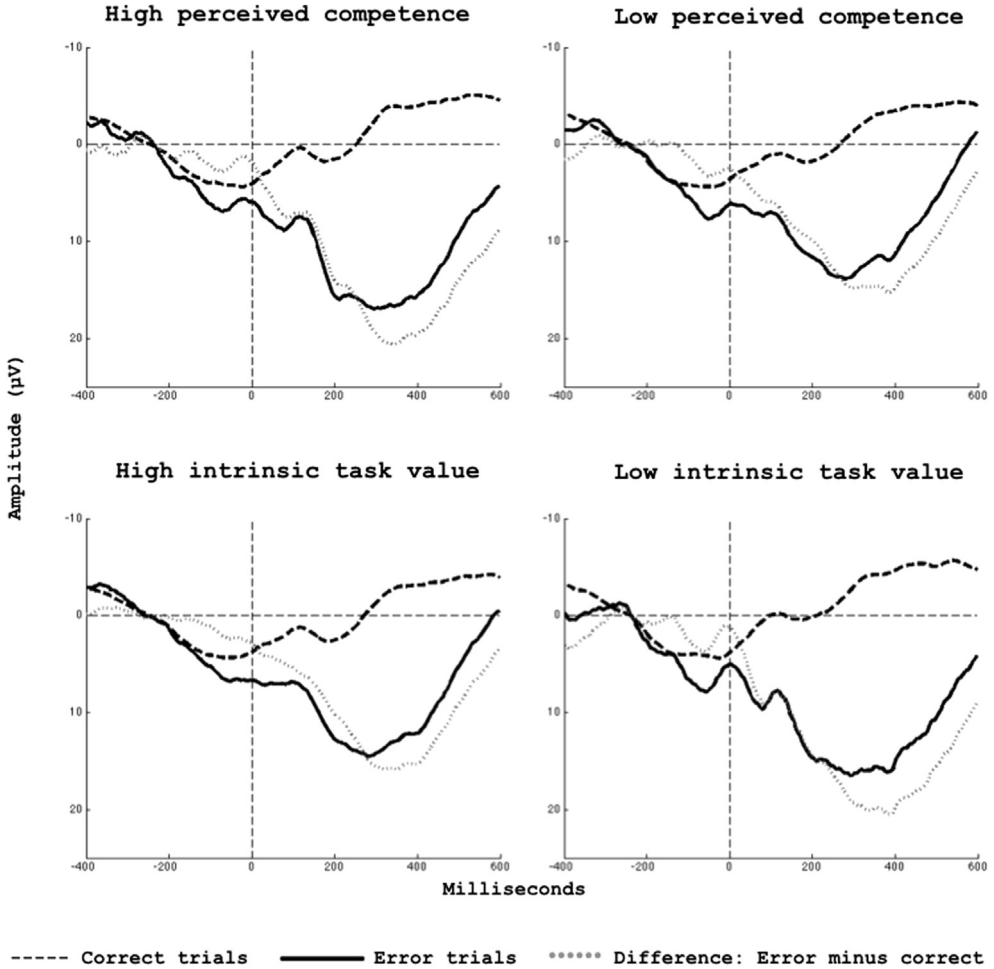 High perceived competence
Low perceived competence
-10
0
10
20
-400 -200 0 200 400 600
-10
0
10
20
-400 -200 0 200 400 600
Amplitude (µV)
High intrinsic task value
Low intrinsic task value
-10
0
10
20
-400 -200 0 200 400 600
-10
0
10
20
-400 -200 0 200 400 600
Milliseconds
Correct trials Error trials Difference: Error minus correct